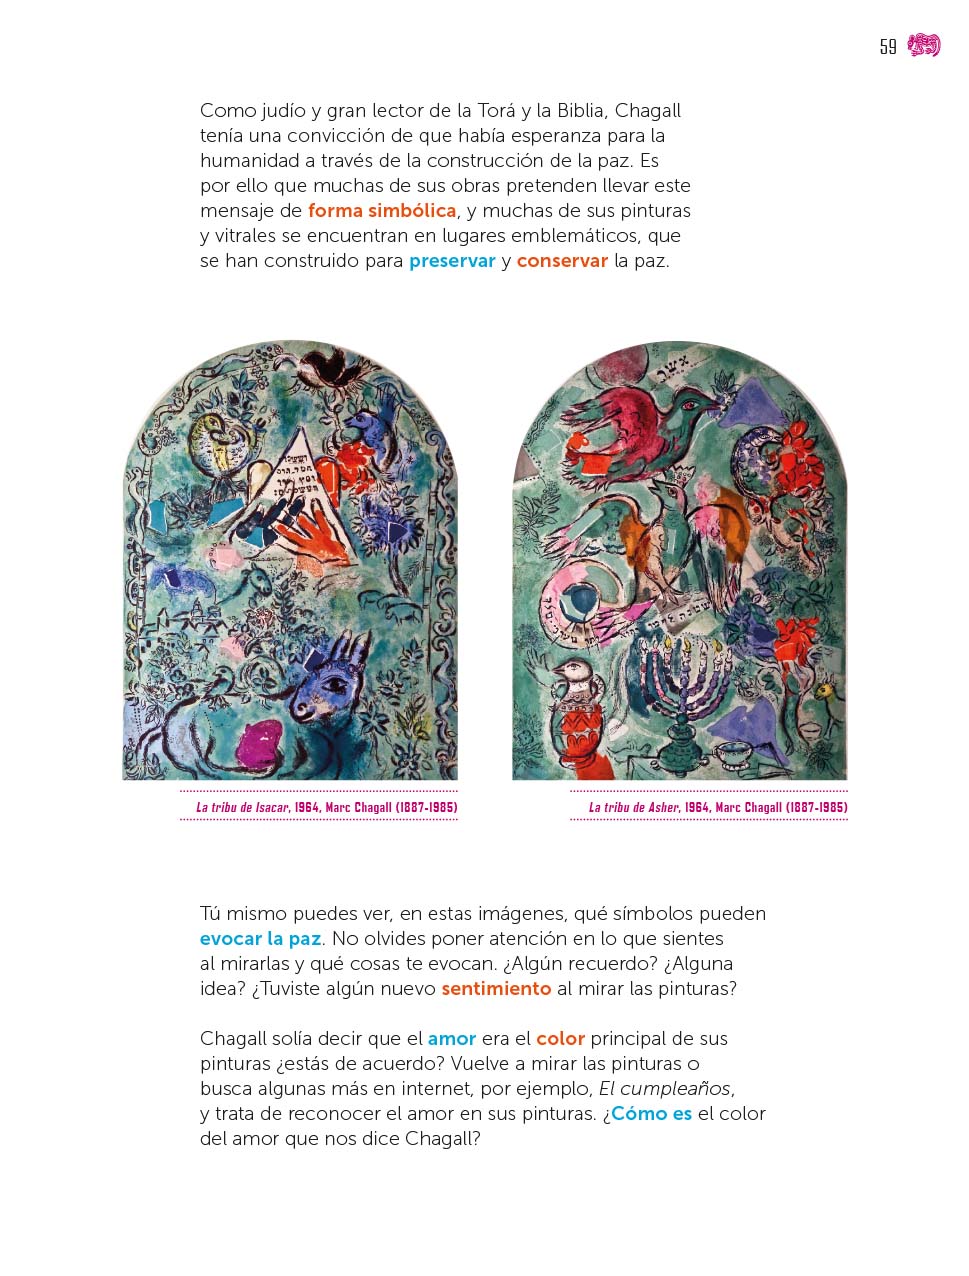 59
Como judío y gran lector de la Torá y la Biblia, Chagall
tenía una convicción de que había esperanza para la
humanidad a través de la construcción de la paz. Es
por ello que muchas de sus obras pretenden llevar este
mensaje de forma simbólica, y muchas de sus pinturas
y vitrales se encuentran en lugares emblemáticos, que
se han construido para preservar y conservar la paz.
אשר
La tribu de Isacar, 1964, Marc Chagall (1887-1985)
La tribu de Asher, 1964, Marc Chagall (1887-1985)
Tú mismo puedes ver, en estas imágenes, qué símbolos pueden
evocar la paz. No olvides poner atención en lo que sientes
al mirarlas y qué cosas te evocan. ¿Algún recuerdo? ¿Alguna
idea? ¿Tuviste algún nuevo sentimiento al mirar las pinturas?
Chagall solía decir que el amor era el color principal de sus
pinturas ¿estás de acuerdo? Vuelve a mirar las pinturas o
busca algunas más en internet, por ejemplo, El cumpleaños,
y trata de reconocer el amor en sus pinturas. ¿Cómo es el color
del amor que nos dice Chagall?